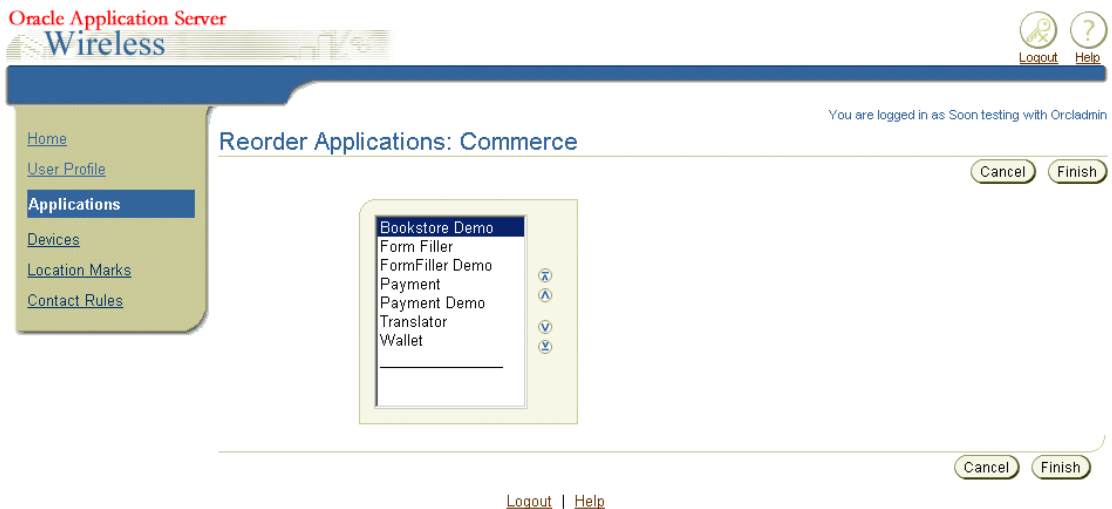 Oracle Application Server
Wireless
Logout Help
You are logged in as Soon testing with Orcladmin
Home
User Profile
Applications
Devices
Location Marks
Contact Rules
Reorder Applications: Commerce
Cancel Finish
Bookstore Demo
Form Filler
FormFiller Demo
Payment
Payment Demo
Translator
Wallet
Cancel Finish
Logout | Help